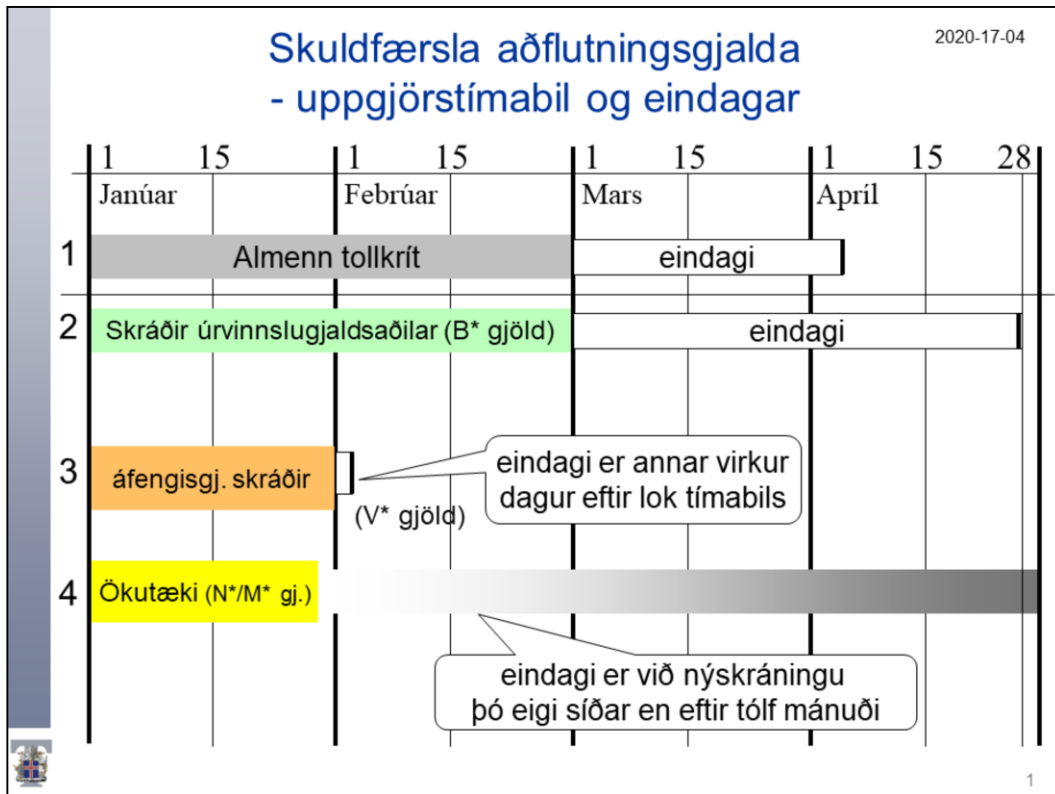 2020-17-04
Skuldfærsla aðflutningsgjalda
- uppgjörstímabil og eindagar
1 15 1 15 1 15 1 15 28
Janúar Febrúar Mars Apríl
1 Almenn tollkrít eindagi
2 Skráðir úrvinnslugjaldsaðilar (B* gjöld) eindagi
3 áfengisgj. skráðir
eindagi er annar virkur
dagur eftir lok tímabils
(V* gjöld)
4 Ökutæki (N*/M* gj.)
eindagi er við nýskráningu
þó eigi síðar en eftir tólf mánuði
1